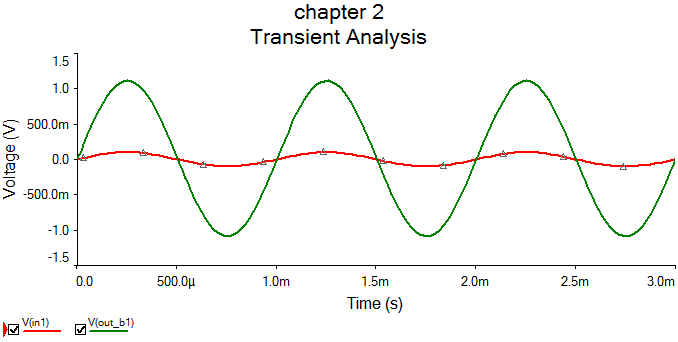 chapter 2
Transient Analysis
Voltage (V)
1.5
1.0
500.0m
0.0
-500.0m
-1.0
-1.5
0.0 500.0µ 1.0m 1.5m 2.0m 2.5m 3.0m
Time (s)
V(in1) V(out_b1)